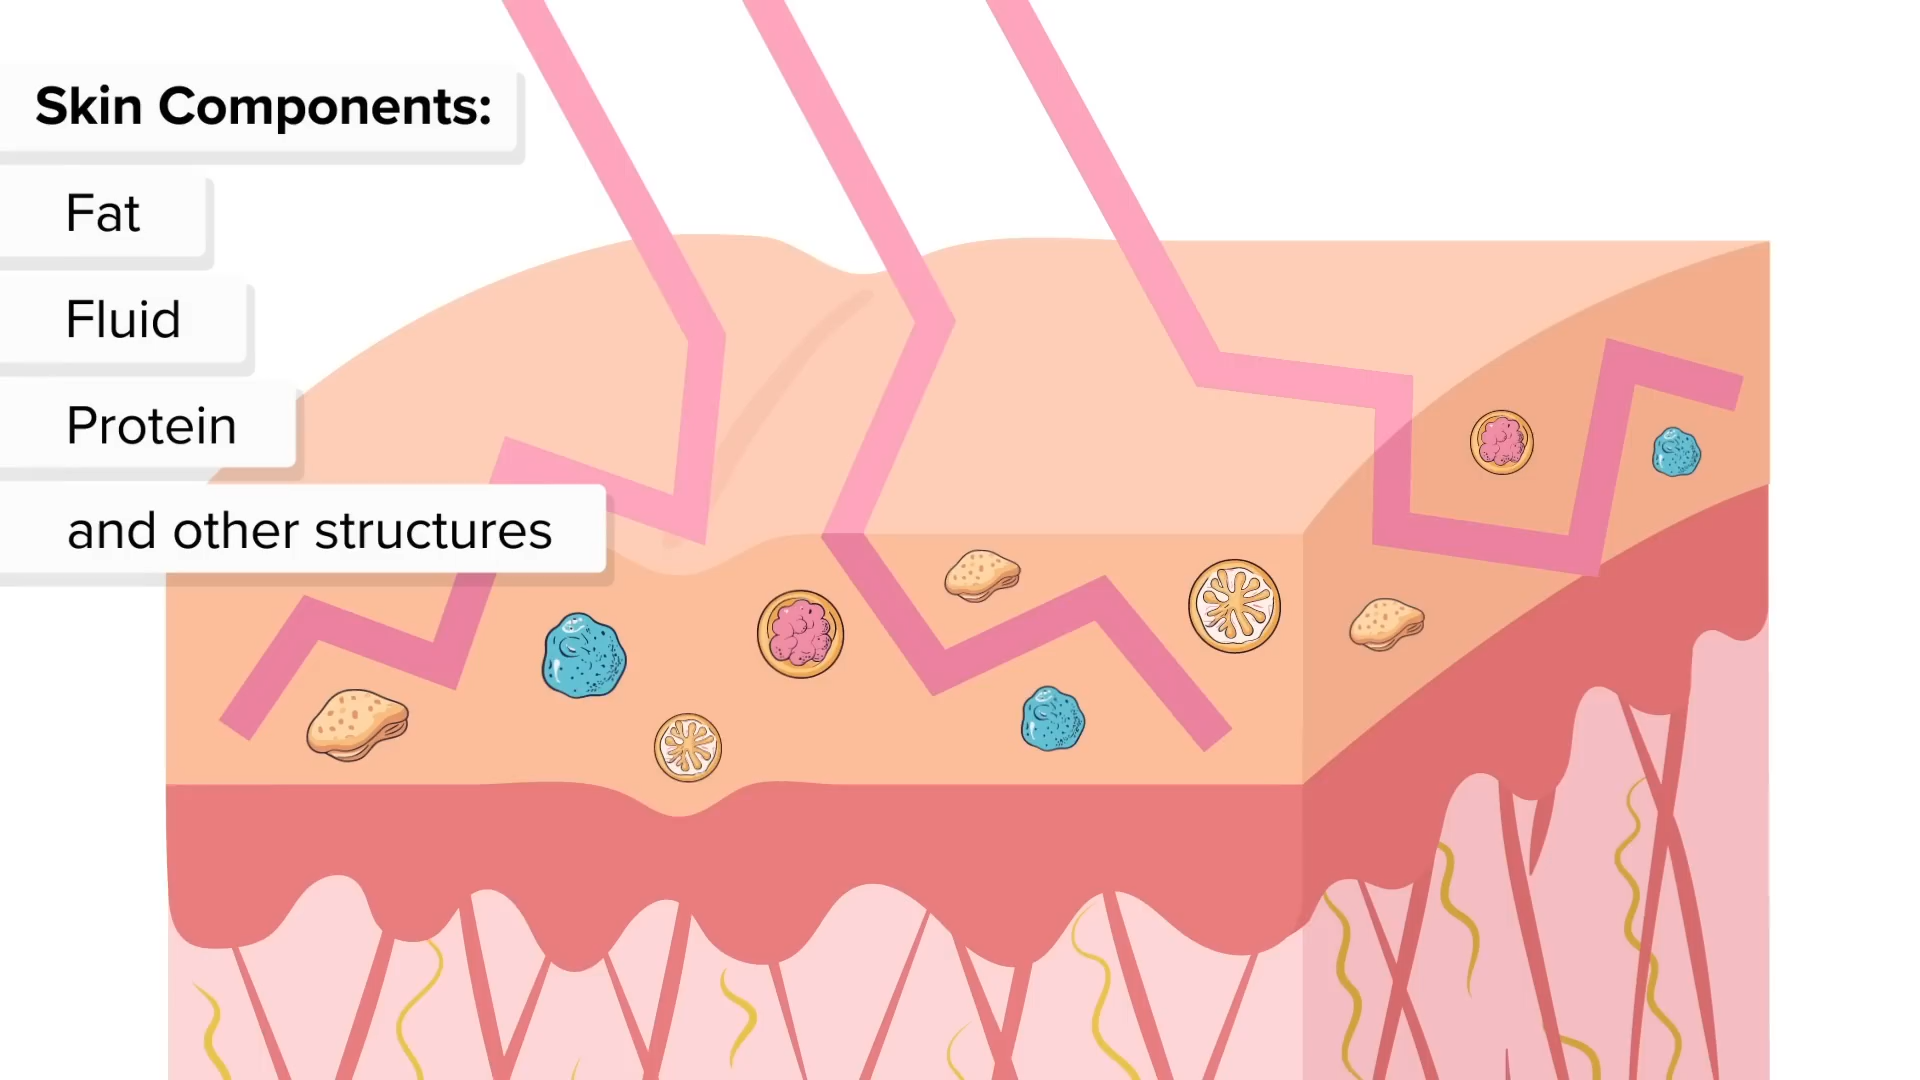 Skin Components:
Fat
Fluid
Protein
and other structures